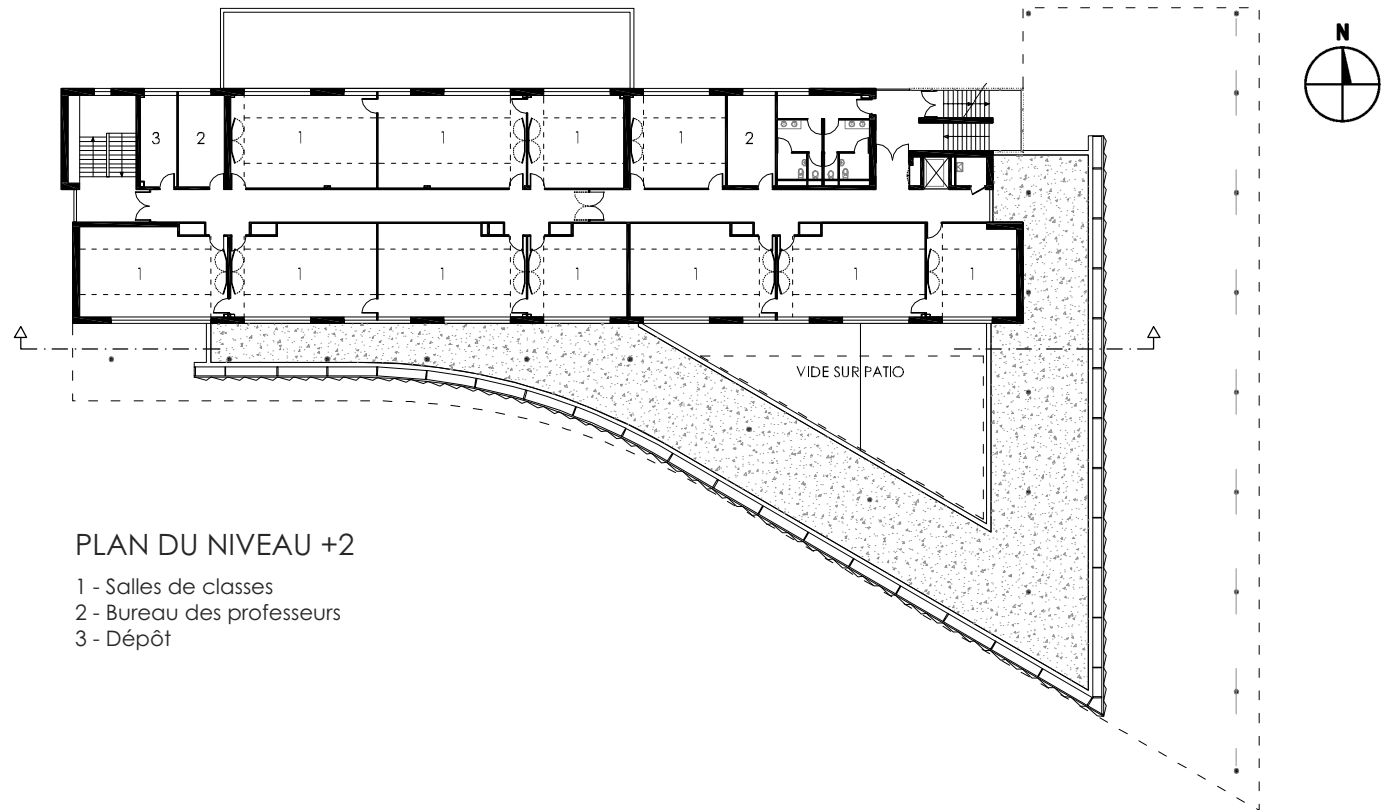 N
3 2 1 1 1 1 2
1 1 1 1 1 1 1
VIDE SUR PATIO
PLAN DU NIVEAU +2
1 - Salles de classes
2 - Bureau des professeurs
3 - Dépôt